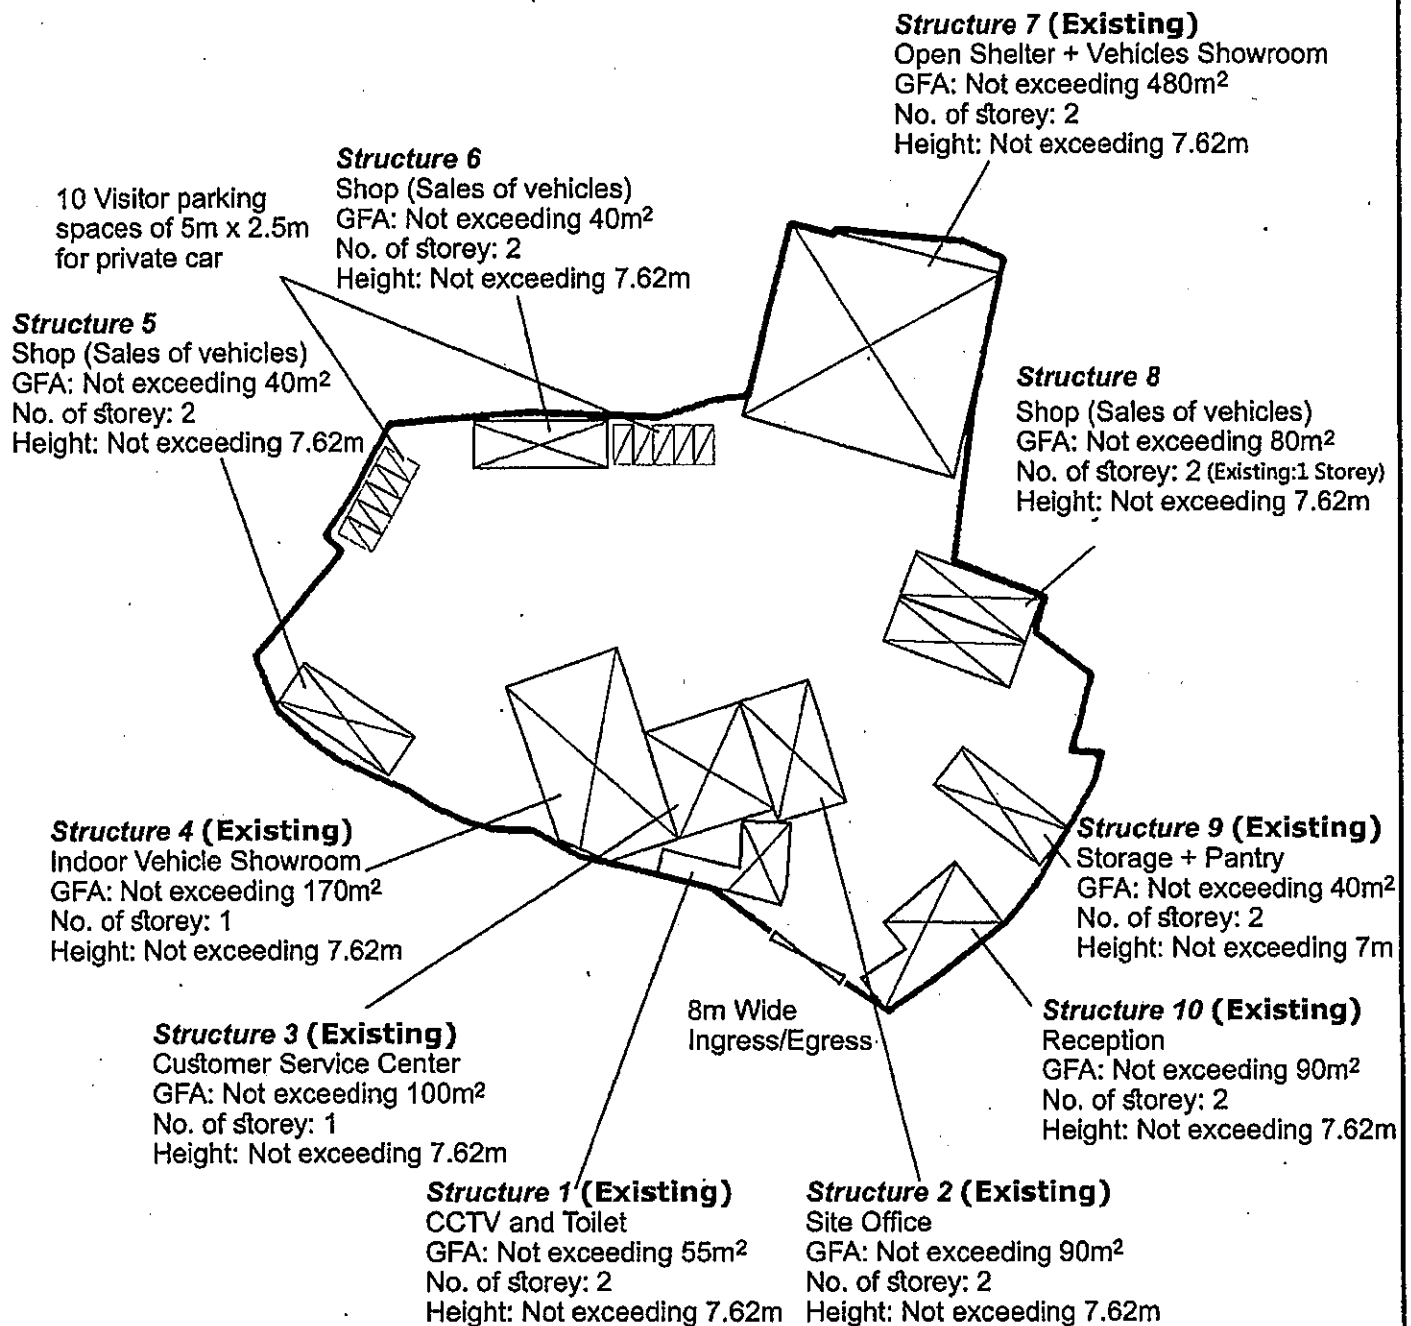 Structure 7 (Existing)
Open Shelter + Vehicles Showroom
GFA: Not exceeding 480m²
No. of storey: 2
Height: Not exceeding 7.62m
Structure 6
Shop (Sales of vehicles)
GFA: Not exceeding 40m²
No. of storey: 2
Height: Not exceeding 7.62m
10 Visitor parking
spaces of 5m x 2.5m
for private car
Structure 5
Shop (Sales of vehicles)
GFA: Not exceeding 40m²
No. of storey: 2
Height: Not exceeding 7.62m
Structure 8
Shop (Sales of vehicles)
GFA: Not exceeding 80m²
No. of storey: 2 (Existing:1 Storey)
Height: Not exceeding 7.62m
Structure 4 (Existing)
Indoor Vehicle Showroom
GFA: Not exceeding 170m²
No. of storey: 1
Height: Not exceeding 7.62m
Structure 9 (Existing)
Storage + Pantry
GFA: Not exceeding 40m²
No. of storey: 2
Height: Not exceeding 7m
Structure 3 (Existing)
Customer Service Center
GFA: Not exceeding 100m²
No. of storey: 1
Height: Not exceeding 7.62m
8m Wide
Ingress/Egress
Structure 10 (Existing)
Reception
GFA: Not exceeding 90m²
No. of storey: 2
Height: Not exceeding 7.62m
Structure 1 (Existing)
CCTV and Toilet
GFA: Not exceeding 55m²
No. of storey: 2
Height: Not exceeding 7.62m
Structure 2 (Existing)
Site Office
GFA: Not exceeding 90m²
No. of storey: 2
Height: Not exceeding 7.62m